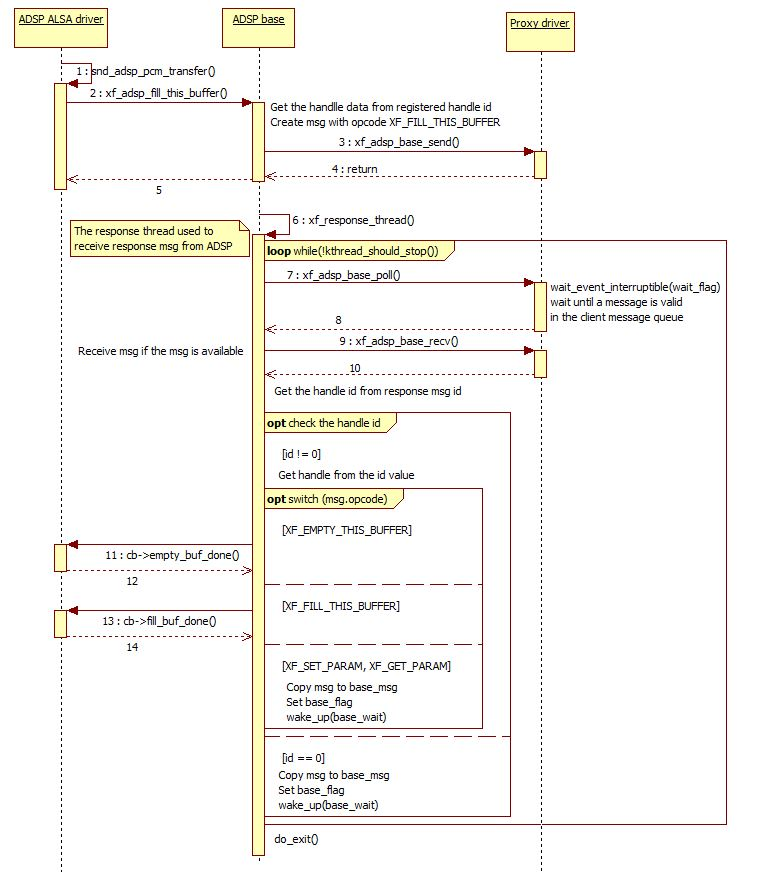 ADSP ALSA driver
ADSP base
Proxy driver
1 : snd_adsp_pcm_transfer()
2 : xf_adsp_fill_this_buffer()
Get the handlle data from registered handle id
Create msg with opcode XF_FILL_THIS_BUFFER
3 : xf_adsp_base_send()
4 : return
5
6 : xf_response_thread()
The response thread used to
receive response msg from ADSP
loop while(!kthread_should_stop())
7 : xf_adsp_base_poll()
wait_event_interruptible(wait_flag)
wait until a message is valid
in the client message queue
8
9 : xf_adsp_base_recv()
Receive msg if the msg is available
10
Get the handle id from response msg id
opt check the handle id
[id != 0]
Get handle from the id value
opt switch (msg.opcode)
[XF_EMPTY_THIS_BUFFER]
11 : cb->empty_buf_done()
12
[XF_FILL_THIS_BUFFER]
13 : cb->fill_buf_done()
14
[XF_SET_PARAM, XF_GET_PARAM]
Copy msg to base_msg
Set base_flag
wake_up(base_wait)
[id == 0]
Copy msg to base_msg
Set base_flag
wake_up(base_wait)
do_exit()